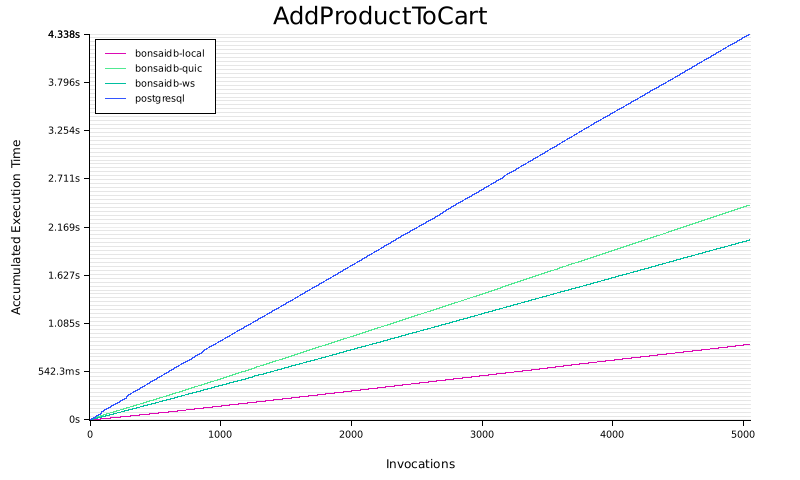 AddProductToCart
4.338s
3.796s
3.254s
2.711s
2.169s
1.627s
1.085s
542.3ms
0s
bonsaidb-local
bonsaidb-quic
bonsaidb-ws
postgresql
Accumulated Execution Time
0
1000
2000
3000
4000
5000
Invocations